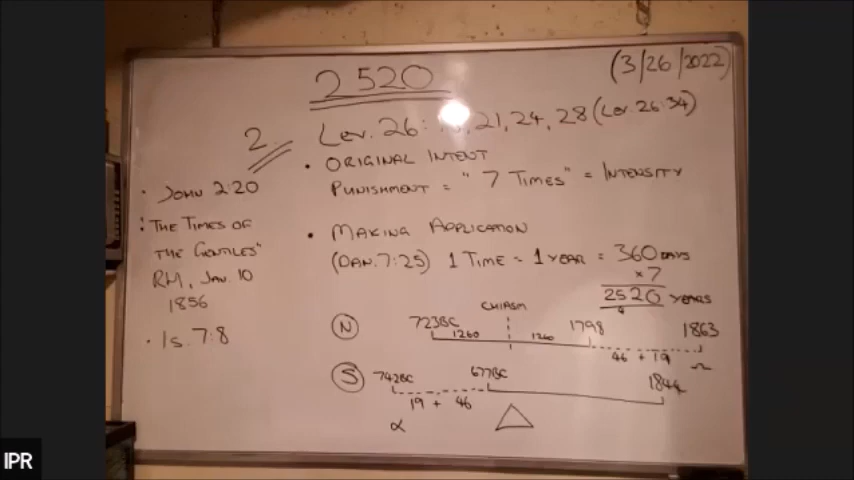 2520
(3/26/2022)
2.
Lev. 26: 21, 24, 28 (Lev. 26:34)
• ORIGINAL INTENT
PUNISHMENT = "7 TIMES" = INTENSITY
• JOHN 2:20
"THE TIMES OF
THE GENTILES"
RH, JAN. 10
1856
• Is. 7:8
• MAKING APPLICATION
(DAN. 7:25) 1 TIME = 1 YEAR = 360 DAYS
x 7
2520 YEARS
CHIASM
N 723BC 1260 1260 1798 46 + 19 1863
S 742BC 19 + 46 677BC 1844
α
IPR